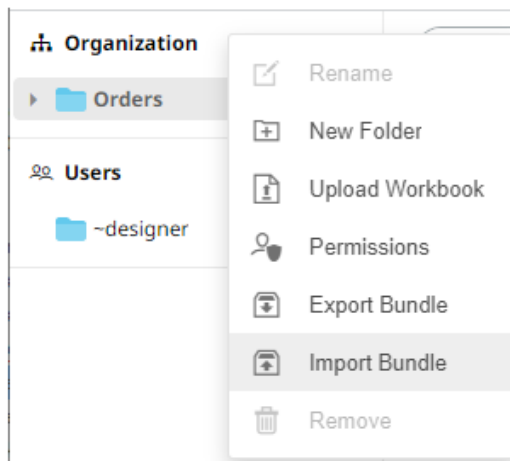 Organization
Orders
Users
~designer
Rename
New Folder
Upload Workbook
Permissions
Export Bundle
Import Bundle
Remove